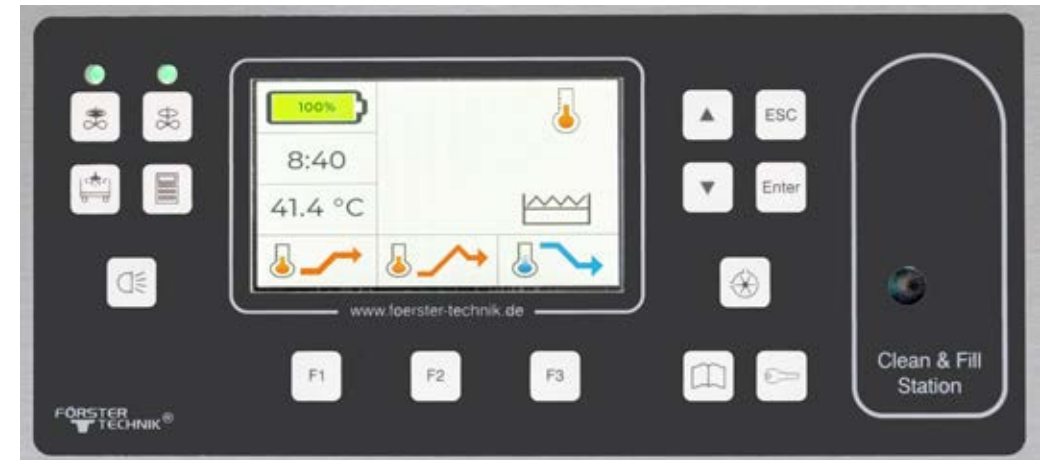 100%
8:40
41.4 °C
www.foerster-technik.de
F1
F2
F3
ESC
Enter
Clean & Fill
Station
FÖRSTER
TECHNIK®